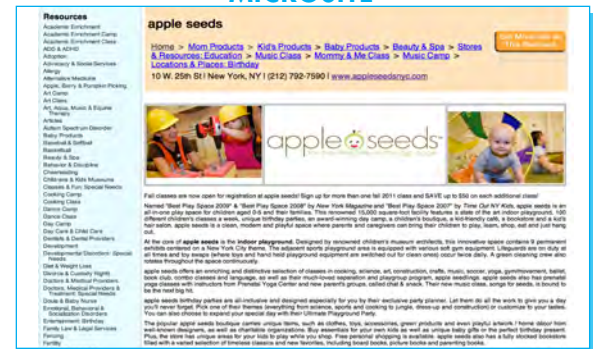 MICROSITE
Resources
Academic Enrichment
Academic Enrichment Camp
Academic Enrichment Class
ADD & ADHD
Adoption
Advocacy & Social Services
Allergy
Alternative Medicine
Apple, Berry & Pumpkin Picking
Art Camp
Art Class
Art, Aqua, Music & Equine
Therapy
Articles
Autism Spectrum Disorder
Baby Products
Baseball & Softball
Basketball
Beauty & Spa
Behavior & Discipline
Cheerleading
Childrens & Kids Museums
Classes & Fun: Special Needs
Cooking Camp
Cooking Class
Dance Camp
Dance Class
Day Camp
Day Care & Child Care
Dentists & Dental Providers
Development
Developmental Disorders: Special
Needs
Diet & Weight Loss
Divorce & Custody Rights
Doctors & Medical Providers
Doctors, Medical Providers &
Treatment: Special Needs
Doula & Baby Nurse
Emotional, Behavioral &
Socialization Disorders
Entertainment: Birthday
Family Law & Legal Services
Fencing
Fertility
apple seeds
Home > Mom Products > Kid's Products > Baby Products > Beauty & Spa > Stores
& Resources: Education > Music Class > Mommy & Me Class > Music Camp >
Locations & Places: Birthday
10 W. 25th St | New York, NY | (212) 792-7590 | www.appleseedsnyc.com
This Business
apple seeds
Fall classes are now open for registration at apple seeds! Sign up for more than one fall 2011 class and SAVE up to $50 on each additional class!
Named "Best Play Space 2009" & "Best Play Space 2008" by New York Magazine and "Best Play Space 2007" by Time Out NY Kids, apple seeds is an
all-in-one play space for children aged 0-5 and their families. This renowned 15,000 square-foot facility features a state of the art indoor playground, 100
different children's classes a week, unique birthday parties, an award-winning day camp, a children's boutique, a kid-friendly café, a bookstore and a kid's
hair salon. apple seeds is a clean, modern and playful space where parents and caregivers can bring their children to play, learn, shop, eat and just hang
out.
At the core of apple seeds is the indoor playground. Designed by renowned children's museum architects, this innovative space contains 9 permanent
exhibits centered on a New York City theme. The adjacent sports playground area is equipped with various soft gym equipment. Lifeguards are on duty at
all times and toy swaps (where toys and hand held playground equipment are switched out for clean ones) occur twice daily. A green cleaning crew also
rotates throughout the space continuously.
apple seeds offers an enriching and distinctive selection of classes in cooking, science, art, construction, crafts, music, soccer, yoga, gym/movement, ballet,
book club, combo classes and language, as well as their much-loved separation and playgroup program, apple seedlings. apple seeds also has prenatal
yoga classes with instructors from Prenatal Yoga Center and new parent's groups, called chat & snack. Their new music class, songs for seeds, is bound to
be the next big hit.
apple seeds birthday parties are all-inclusive and designed especially for you by their exclusive party planner. Let them do all the work to give you a day
you'll never forget. Pick one of their themes (everything from science, sports and cooking to jungle, dress-up and construction) or customize to your tastes.
You can also choose to expand your special day with their Ultimate Playground Party.
The popular apple seeds boutique carries unique items, such as clothes, toys, accessories, green products and even playful artwork / home décor from
well-known designers, as well as charitable organizations. Buy essentials for your own kids as well as unique baby gifts in the perfect birthday present.
Plus, the store has unique areas for your kids to play while you shop. Free personal shopping is available. apple seeds also has a fully stocked bookstore
filled with a varied selection of timeless classics and new favorites, including board books, picture books and parenting books.